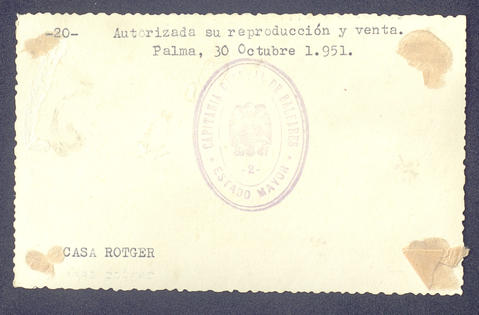 -20- Autorizada su reproducción y venta.
Palma, 30 Octubre 1.951.
CAPITANIA GENERAL DE BALEARES
-2-
* ESTADO MAYOR *
CASA ROTGER